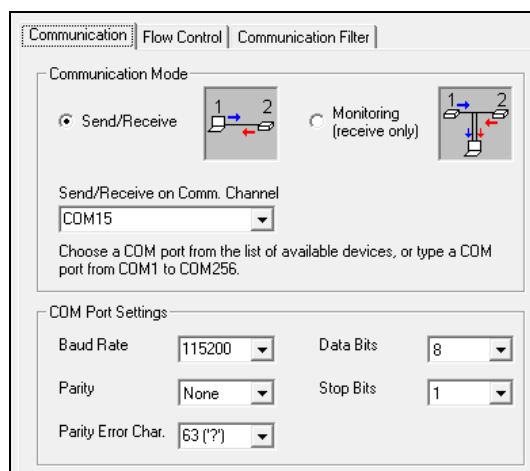 Communication Flow Control Communication Filter
Communication Mode
1 2
Send/Receive
1 2
Monitoring
(receive only)
Send/Receive on Comm. Channel
COM15
Choose a COM port from the list of available devices, or type a COM
port from COM1 to COM256.
COM Port Settings
Baud Rate 115200 Data Bits 8
Parity None Stop Bits 1
Parity Error Char. 63 ('?')